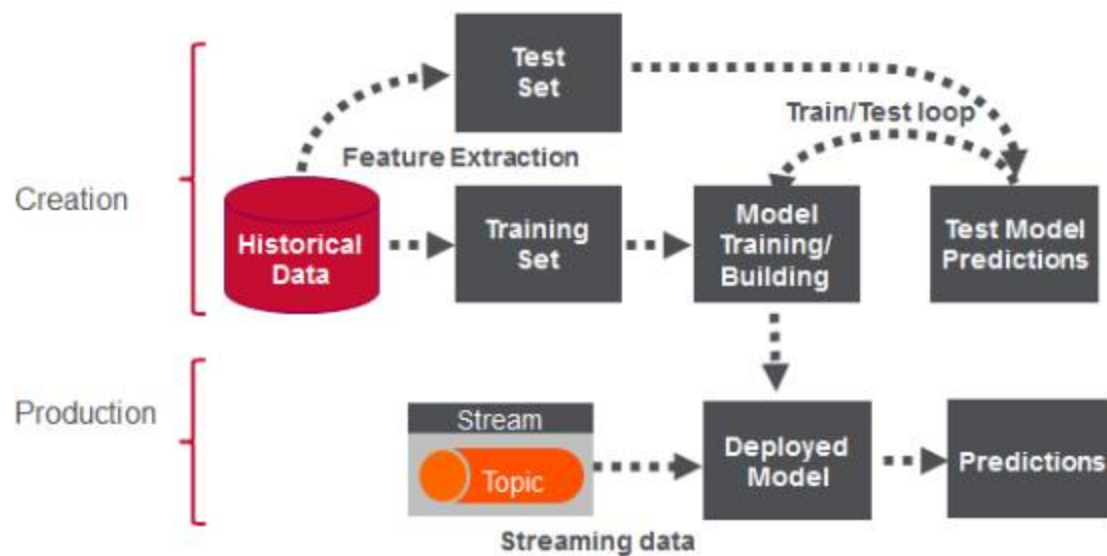 Test
Set
Train/Test loop
Feature Extraction
Creation
Historical
Data
Training
Set
Model
Training/
Building
Test Model
Predictions
Production
Stream
Topic
Deployed
Model
Predictions
Streaming data